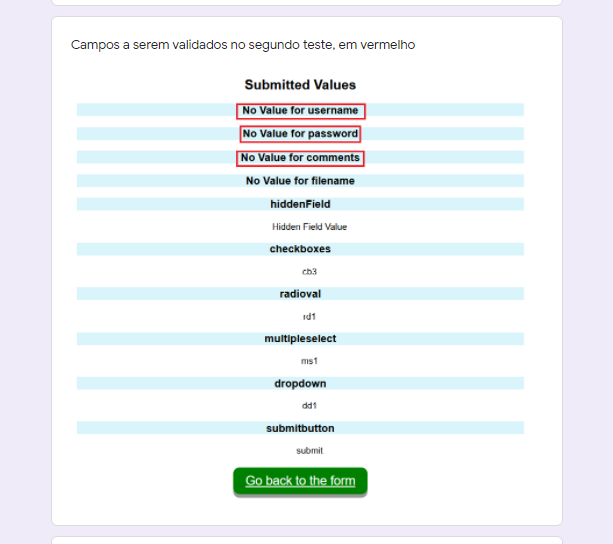 Campos a serem validados no segundo teste, em vermelho
Submitted Values
No Value for username
No Value for password
No Value for comments
No Value for filename
hiddenField
Hidden Field Value
checkboxes
cb3
radioval
rd1
multipleselect
ms1
dropdown
dd1
submitbutton
submit
Go back to the form